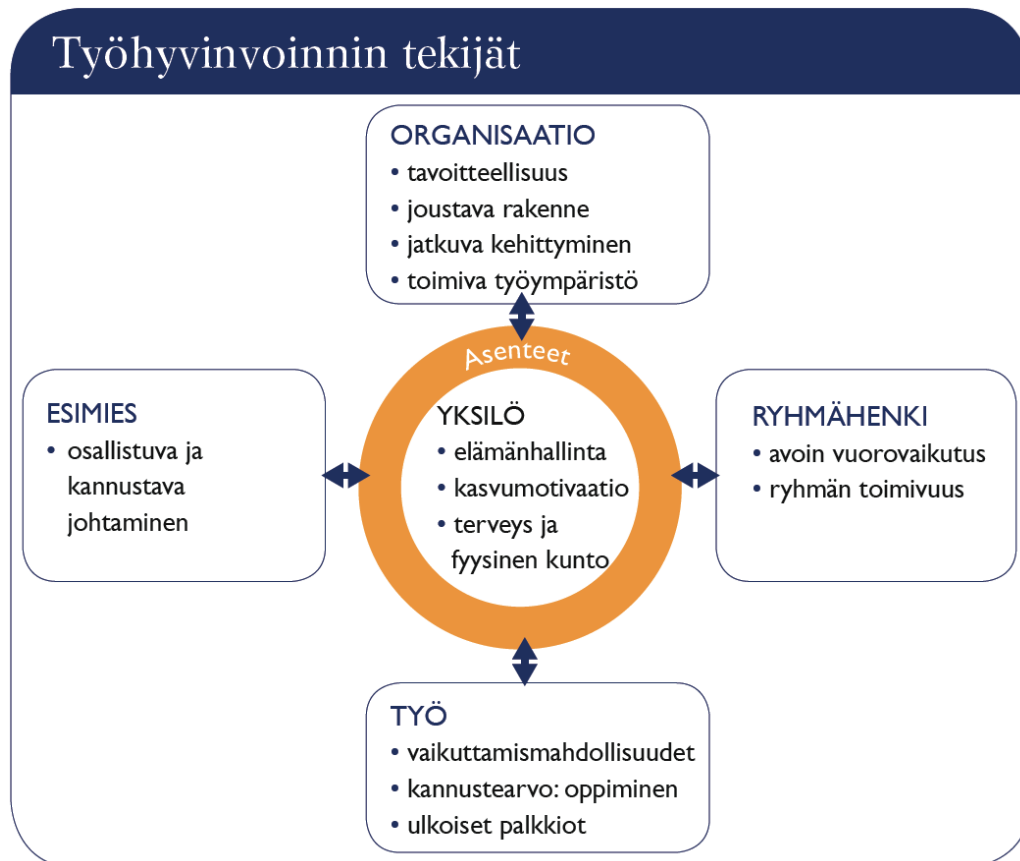 Työhyvinvoinnin tekijät
ORGANISAATIO
• tavoitteellisuus
• joustava rakenne
• jatkuva kehittyminen
• toimiva työympäristö
Asenteet
ESIMIES
• osallistuva ja
kannustava
johtaminen
YKSILÖ
• elämänhallinta
• kasvumotivaatio
• terveys ja
fyysinen kunto
RYHMÄHENKI
• avoin vuorovaikutus
• ryhmän toimivuus
TYÖ
• vaikuttamismahdollisuudet
• kannustearvo: oppiminen
• ulkoiset palkkiot